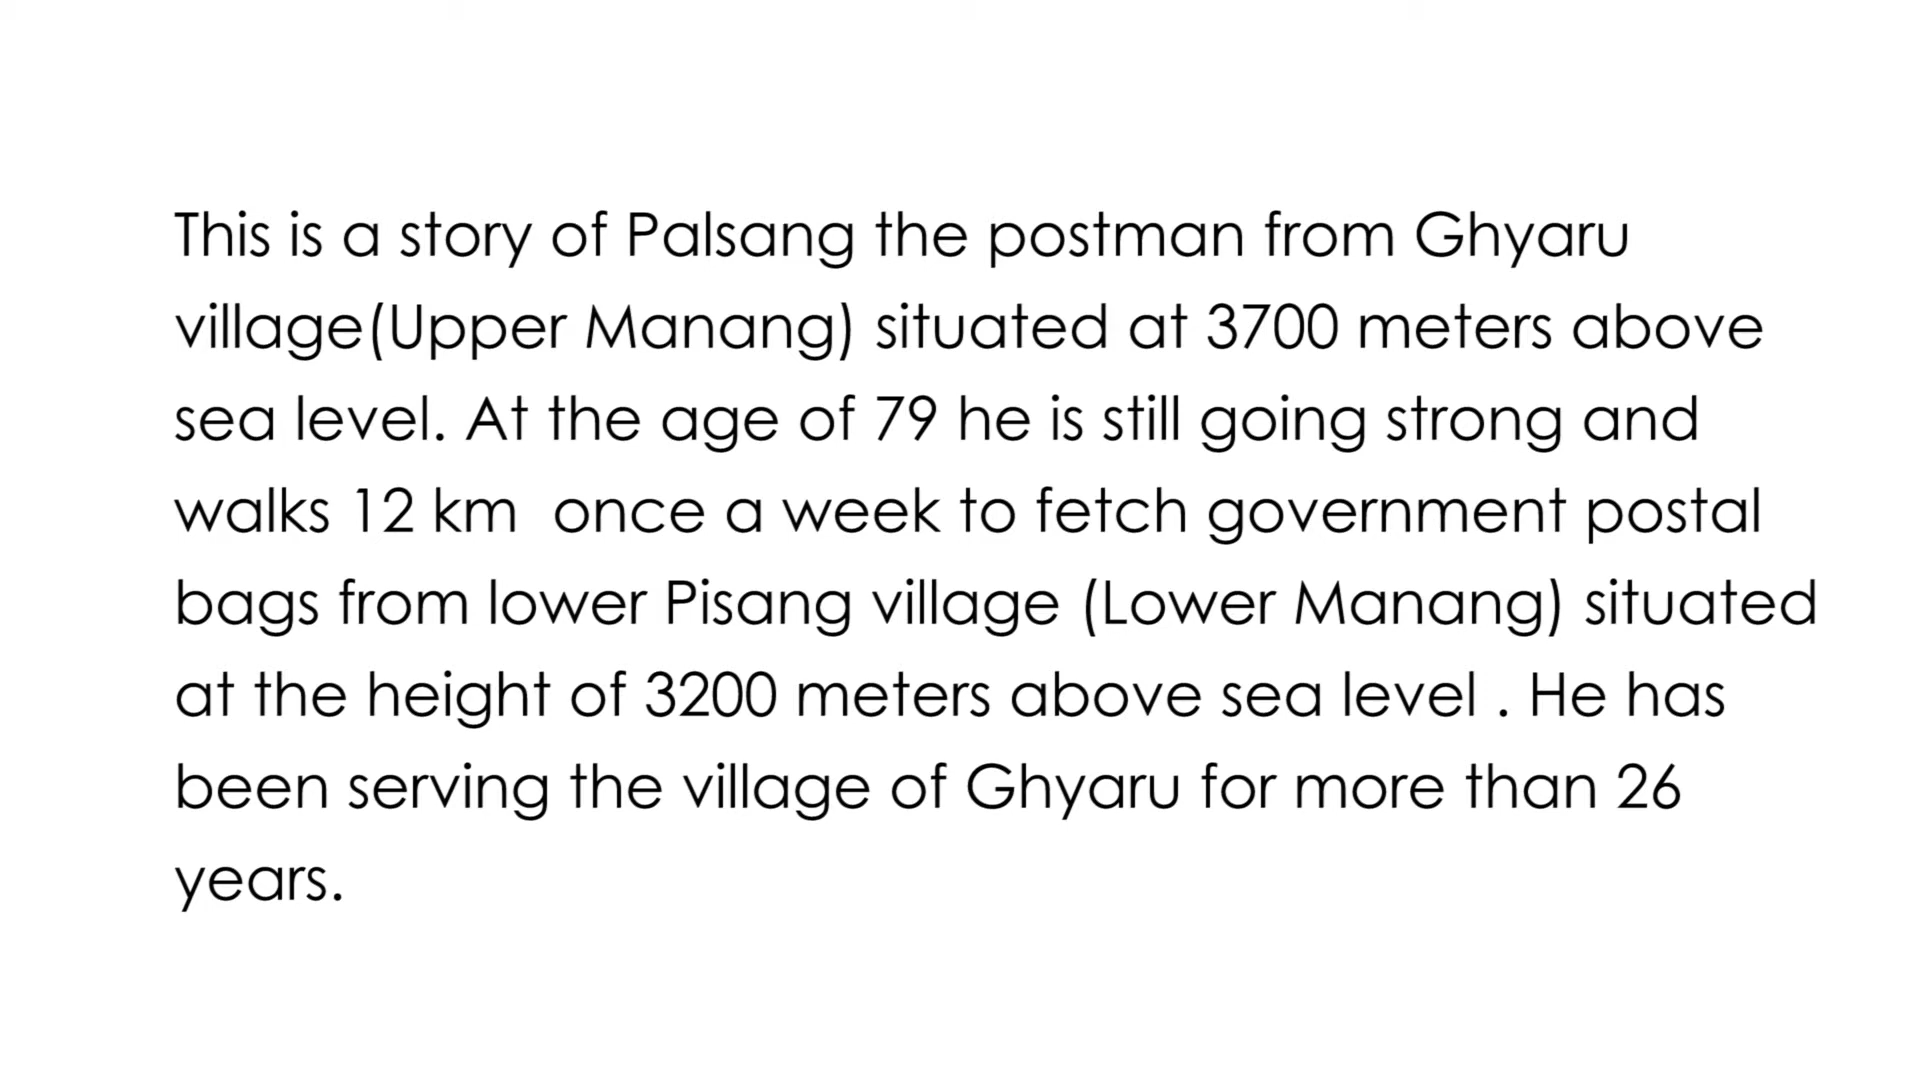 This is a story of Palsang the postman from Ghyaru
village(Upper Manang) situated at 3700 meters above
sea level. At the age of 79 he is still going strong and
walks 12 km  once a week to fetch government postal
bags from lower Pisang village (Lower Manang) situated
at the height of 3200 meters above sea level . He has
been serving the village of Ghyaru for more than 26
years.